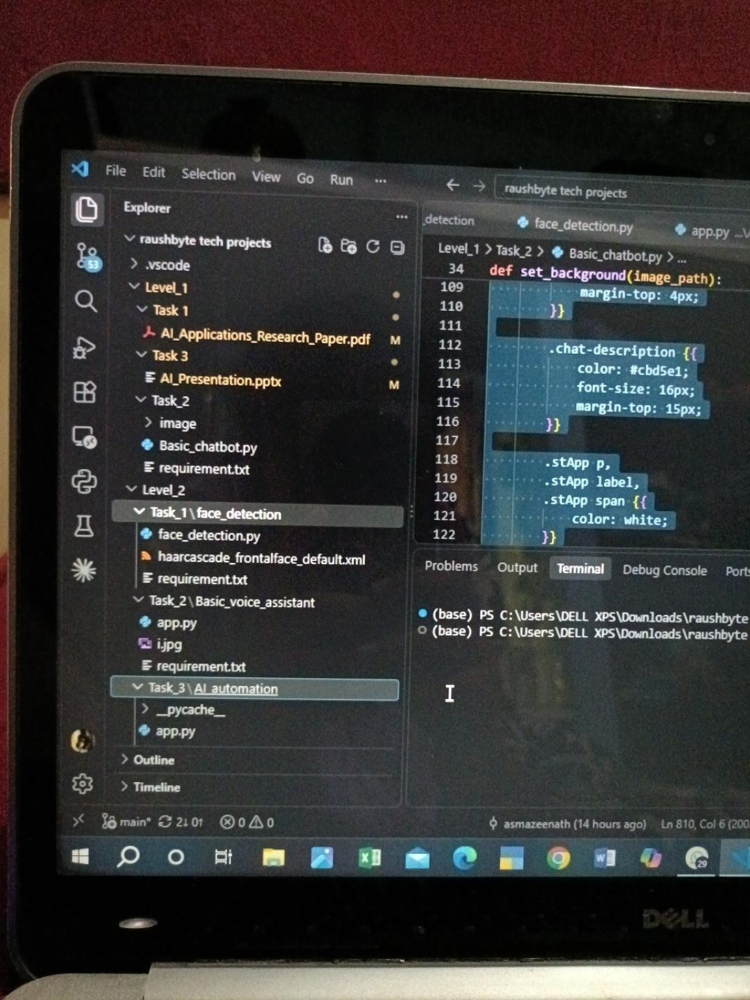 File Edit Selection View Go Run ...
raushbyte tech projects
Explorer
raushbyte tech projects
.vscode
Level_1
Task 1
AI_Applications_Research_Paper.pdf M
Task 3
AI_Presentation.pptx M
Task_2
image
Basic_chatbot.py
requirement.txt
Level_2
Task_1\face_detection
face_detection.py
haarcascade_frontalface_default.xml
requirement.txt
Task_2\Basic_voice_assistant
app.py
i.jpg
requirement.txt
Task_3\AI_automation
__pycache__
app.py
Outline
Timeline
53
_detection face_detection.py app.py ...\
Level_1 > Task_2 > Basic_chatbot.py > ...
34 def set_background(image_path):
109 margin-top: 4px;
110 }}
111
112 .chat-description {{
113 color: #cbd5e1;
114 font-size: 16px;
115 margin-top: 15px;
116 }}
117
118 .stApp p,
119 .stApp label,
120 .stApp span {{
121 color: white;
122 }}
Problems Output Terminal Debug Console Ports
(base) PS C:\Users\DELL XPS\Downloads\raushbyte
(base) PS C:\Users\DELL XPS\Downloads\raushbyte
main* 2↓ 0↑ 0 0 asmazeenath (14 hours ago) Ln 810, Col 6 (200
29
DELL